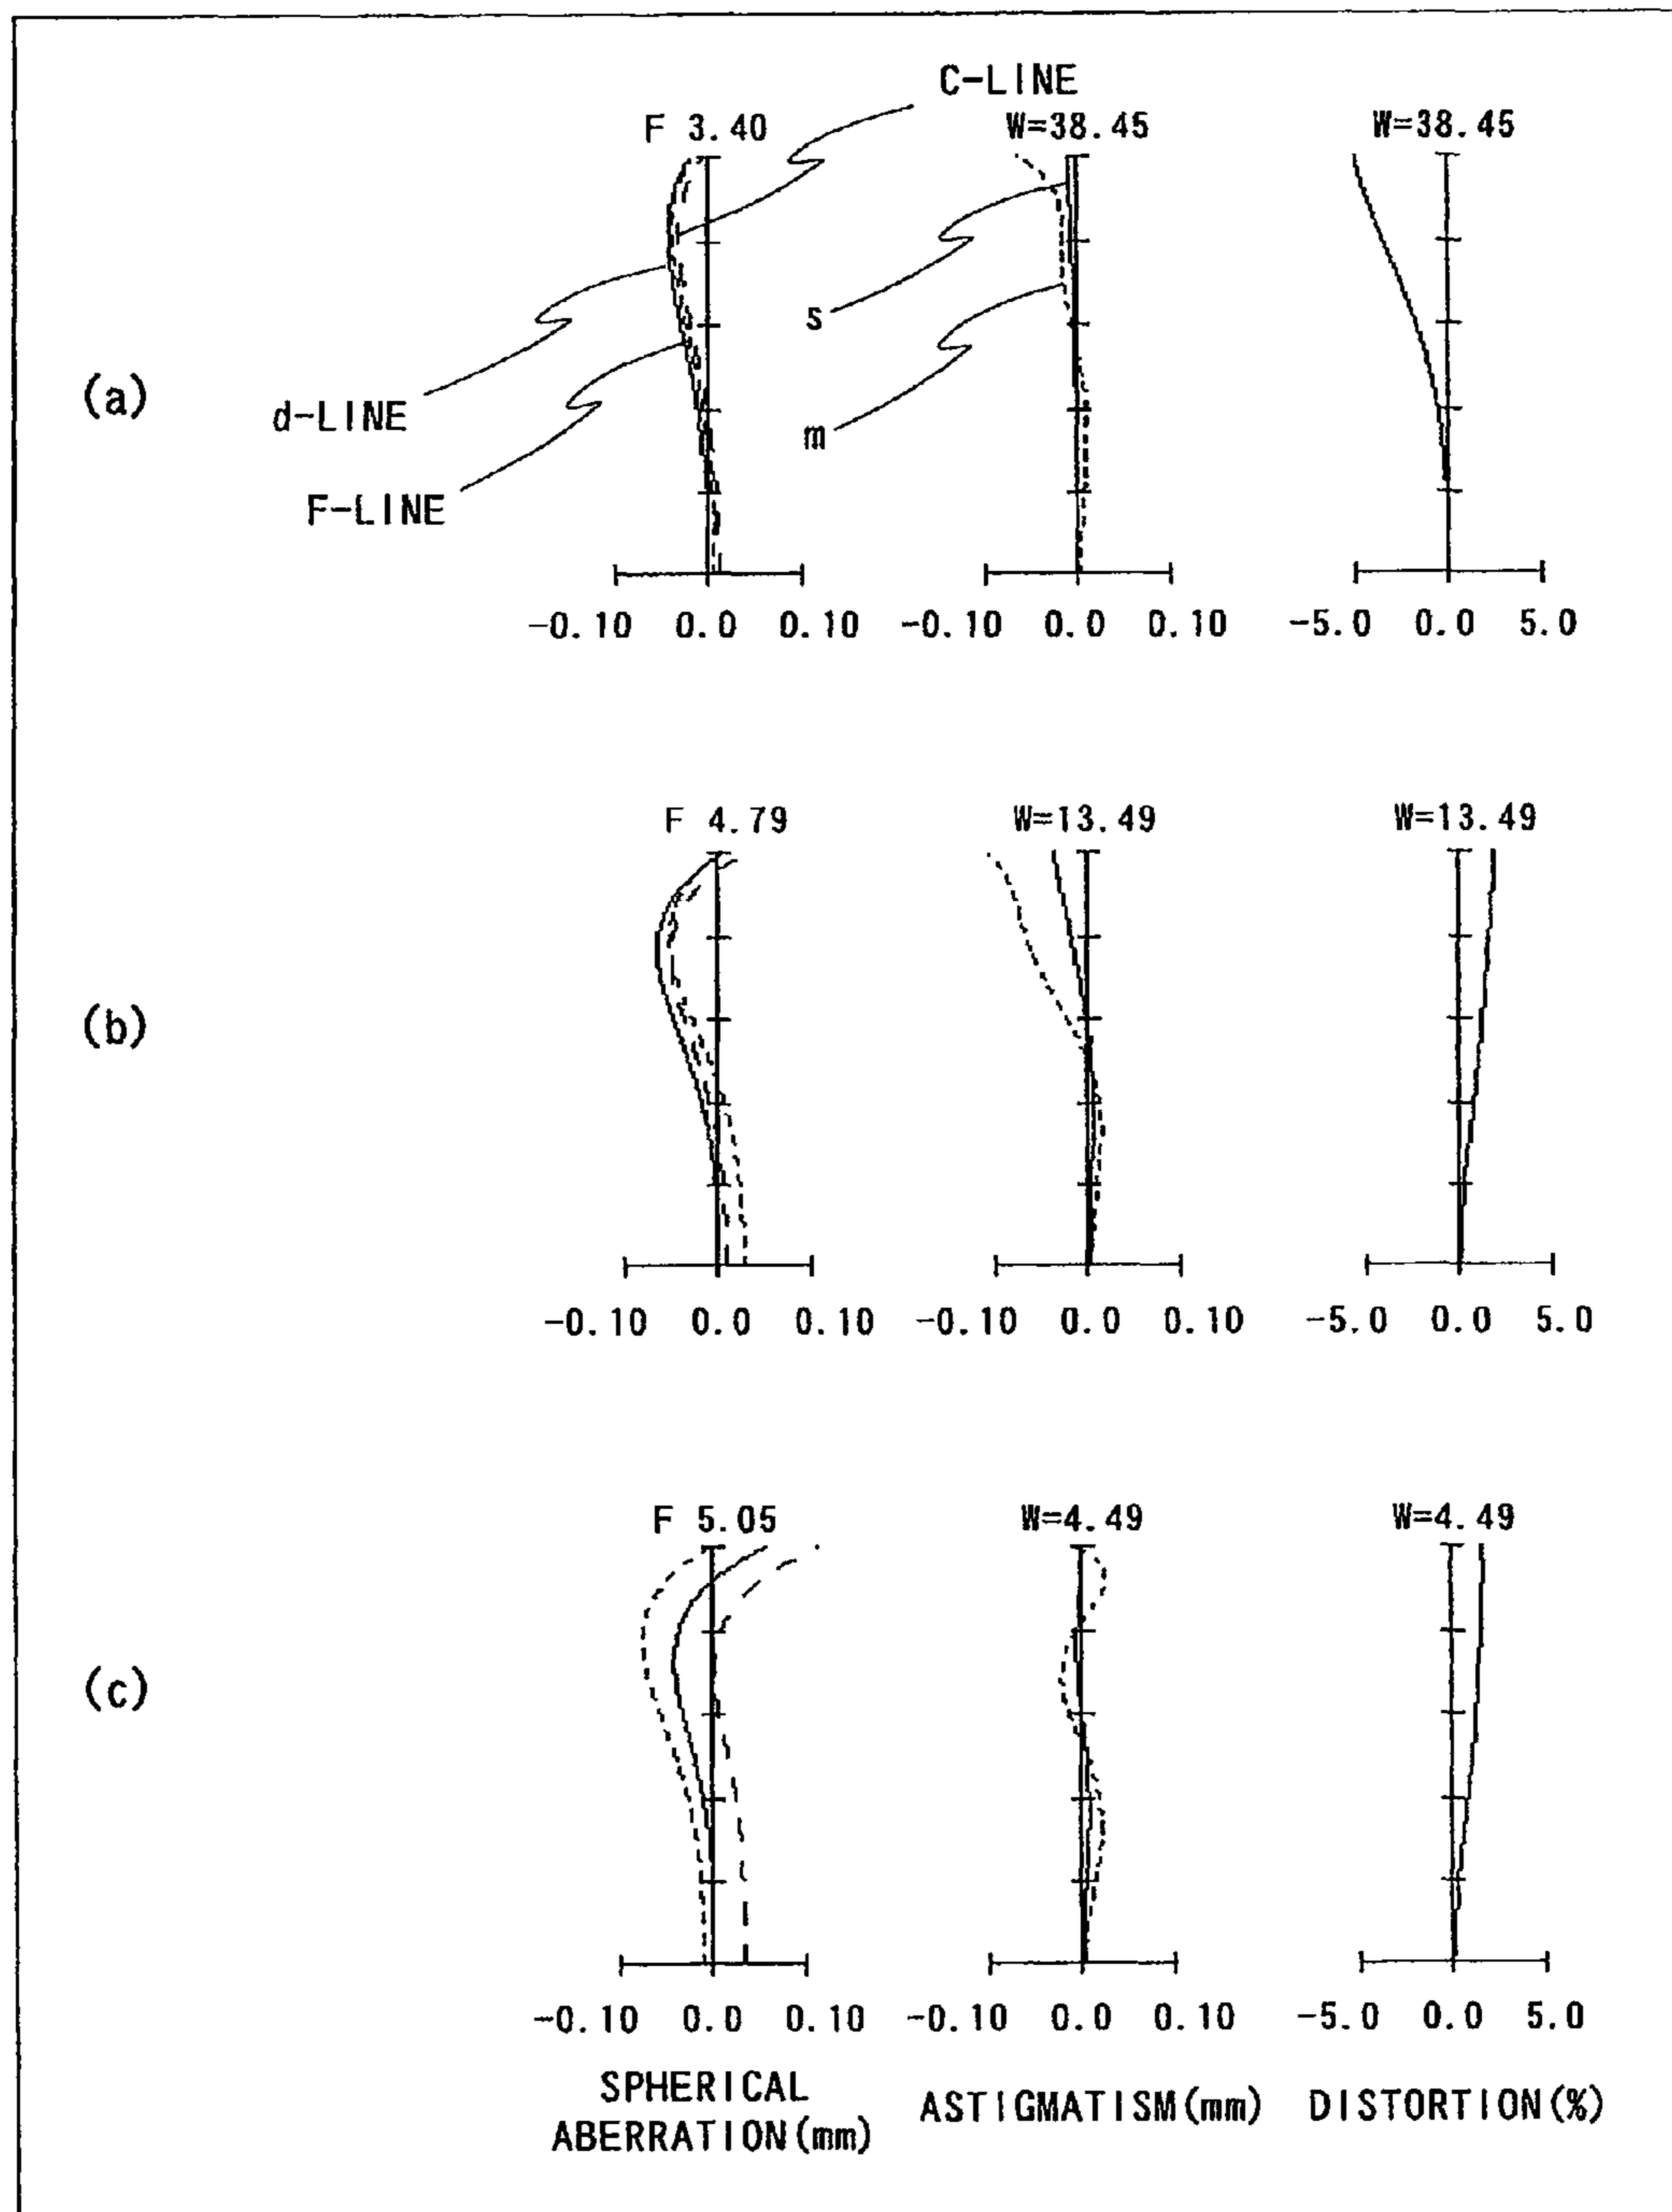 C-LINE
F 3.40 W=38.45 W=38.45
s
(a)
d-LINE
m
F-LINE
-0.10 0.0 0.10 -0.10 0.0 0.10 -5.0 0.0 5.0
F 4.79 W=13.49 W=13.49
(b)
-0.10 0.0 0.10 -0.10 0.0 0.10 -5.0 0.0 5.0
F 5.05 W=4.49 W=4.49
(c)
-0.10 0.0 0.10 -0.10 0.0 0.10 -5.0 0.0 5.0
SPHERICAL
ABERRATION(mm) ASTIGMATISM(mm) DISTORTION(%)